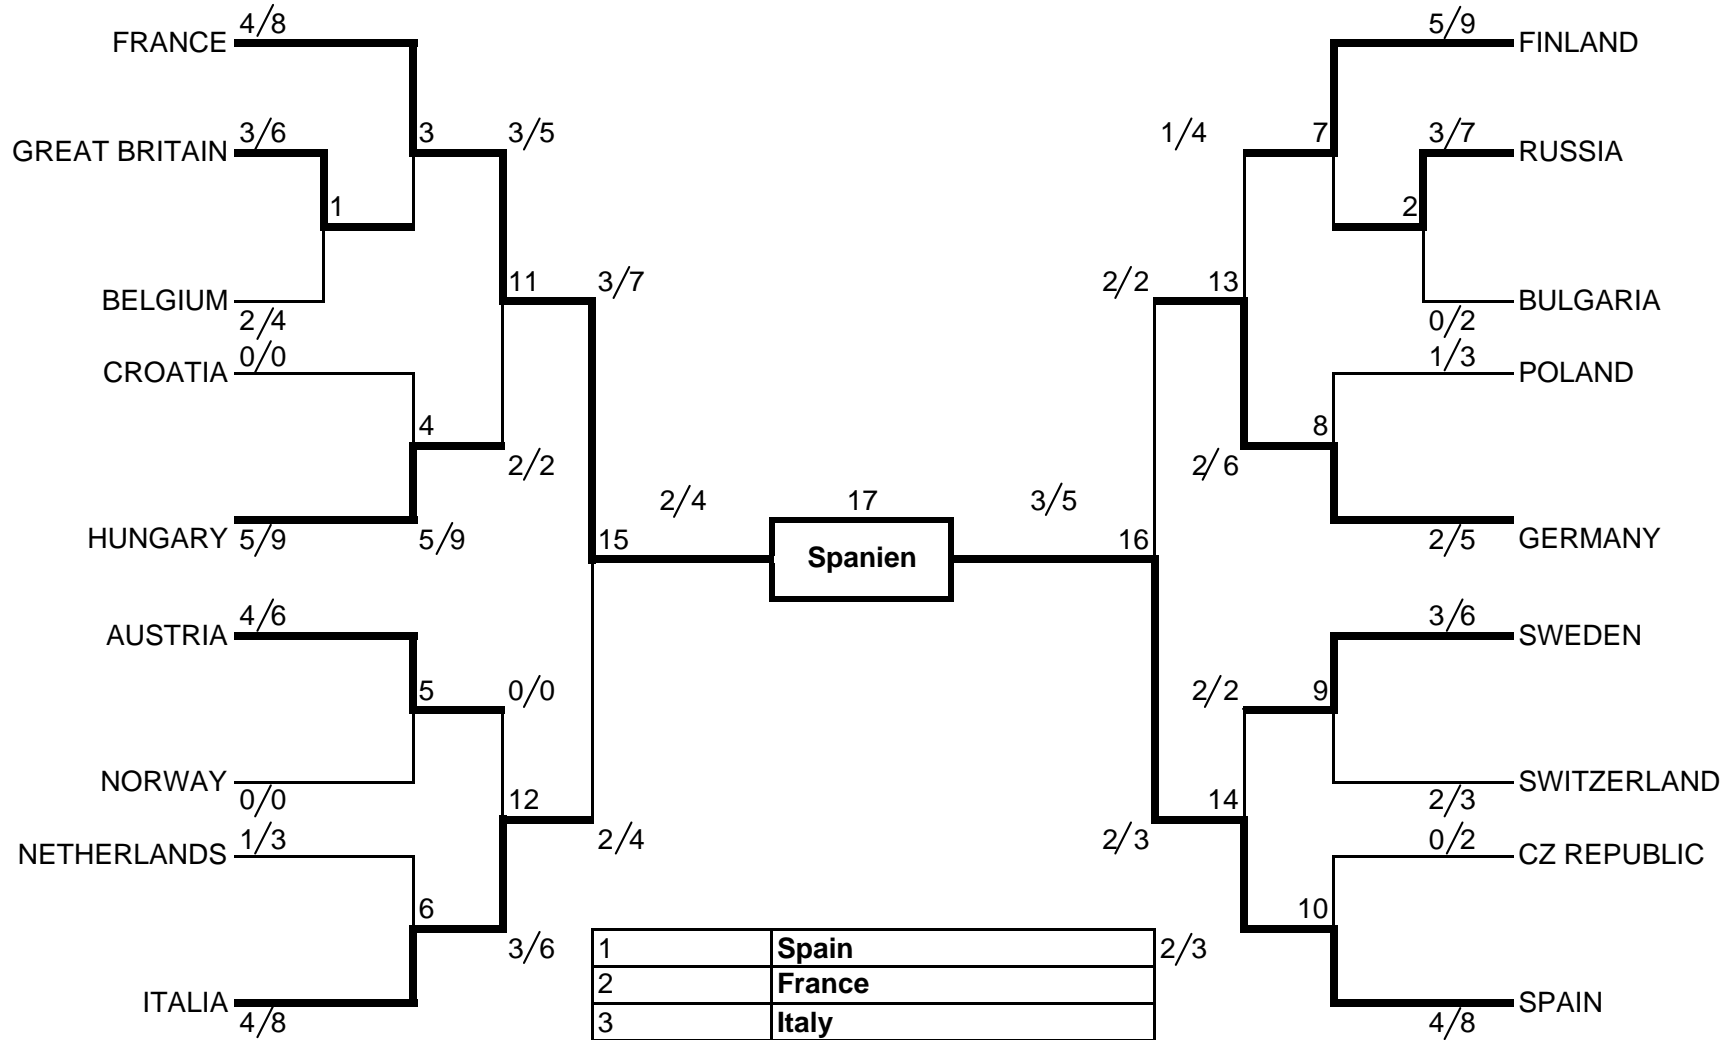 4/8
5/9
FRANCE
FINLAND
3/6
3
3/5
1/4
7
3/7
GREAT BRITAIN
RUSSIA
1
2
11
3/7
2/2
13
BELGIUM
BULGARIA
2/4
0/2
0/0
1/3
CROATIA
POLAND
4
8
2/2
2/6
2/4
17
3/5
HUNGARY
5/9
5/9
15
Spanien
16
2/5
GERMANY
4/6
3/6
AUSTRIA
SWEDEN
5
0/0
2/2
9
NORWAY
SWITZERLAND
0/0
12
14
2/3
1/3
2/4
2/3
0/2
NETHERLANDS
CZ REPUBLIC
6
10
3/6
1 Spain
2/3
2 France
ITALIA
SPAIN
4/8
3 Italy
4/8